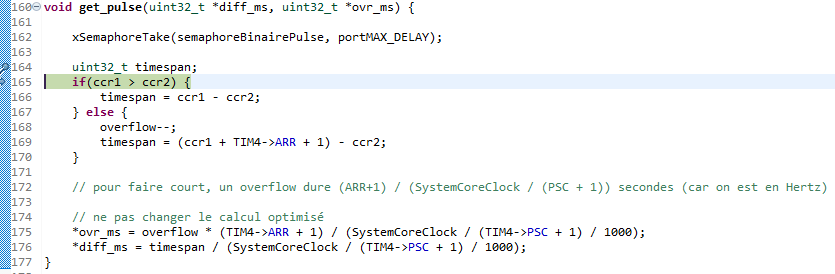 160 void get_pulse(uint32_t *diff_ms, uint32_t *ovr_ms) {
161
162     xSemaphoreTake(semaphoreBinairePulse, portMAX_DELAY);
163
164     uint32_t timespan;
165     if(ccr1 > ccr2) {
166         timespan = ccr1 - ccr2;
167     } else {
168         overflow--;
169         timespan = (ccr1 + TIM4->ARR + 1) - ccr2;
170     }
171
172     // pour faire court, un overflow dure (ARR+1) / (SystemCoreClock / (PSC + 1)) secondes (car on est en Hertz)
173
174     // ne pas changer le calcul optimisé
175     *ovr_ms = overflow * (TIM4->ARR + 1) / (SystemCoreClock / (TIM4->PSC + 1) / 1000);
176     *diff_ms = timespan / (SystemCoreClock / (TIM4->PSC + 1) / 1000);
177 }